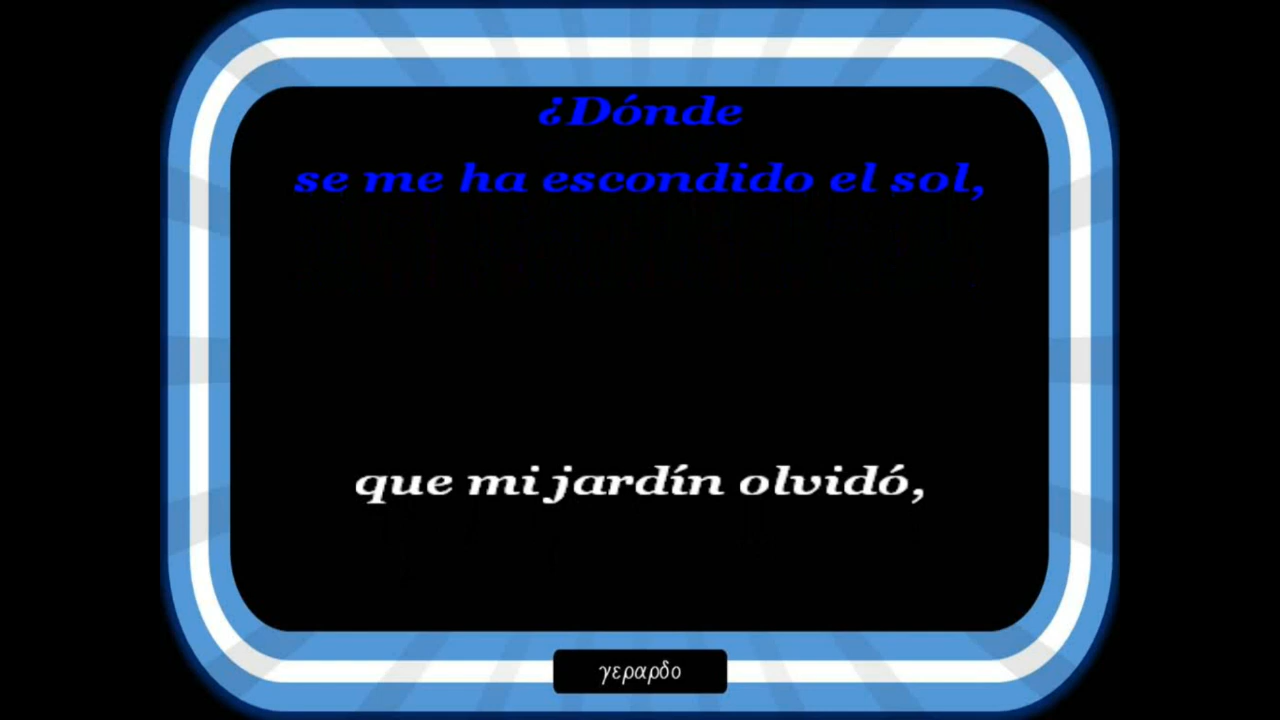 ¿Dónde
se me ha escondido el sol,
que mi jardín olvidó,
γεραρδο